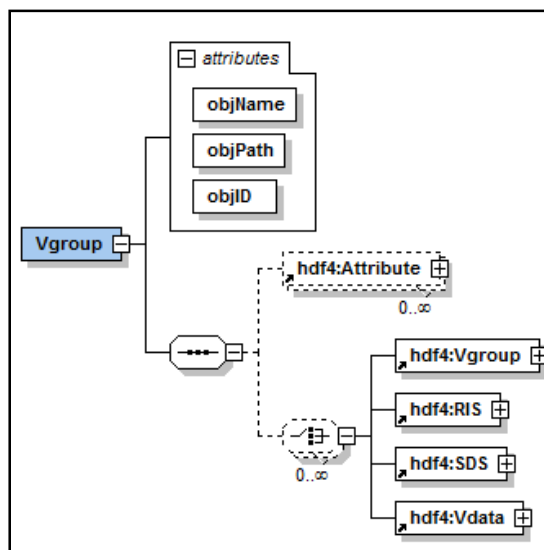 attributes
objName
objPath
objID
Vgroup
hdf4:Attribute
0..∞
hdf4:Vgroup
hdf4:RIS
hdf4:SDS
hdf4:Vdata
0..∞